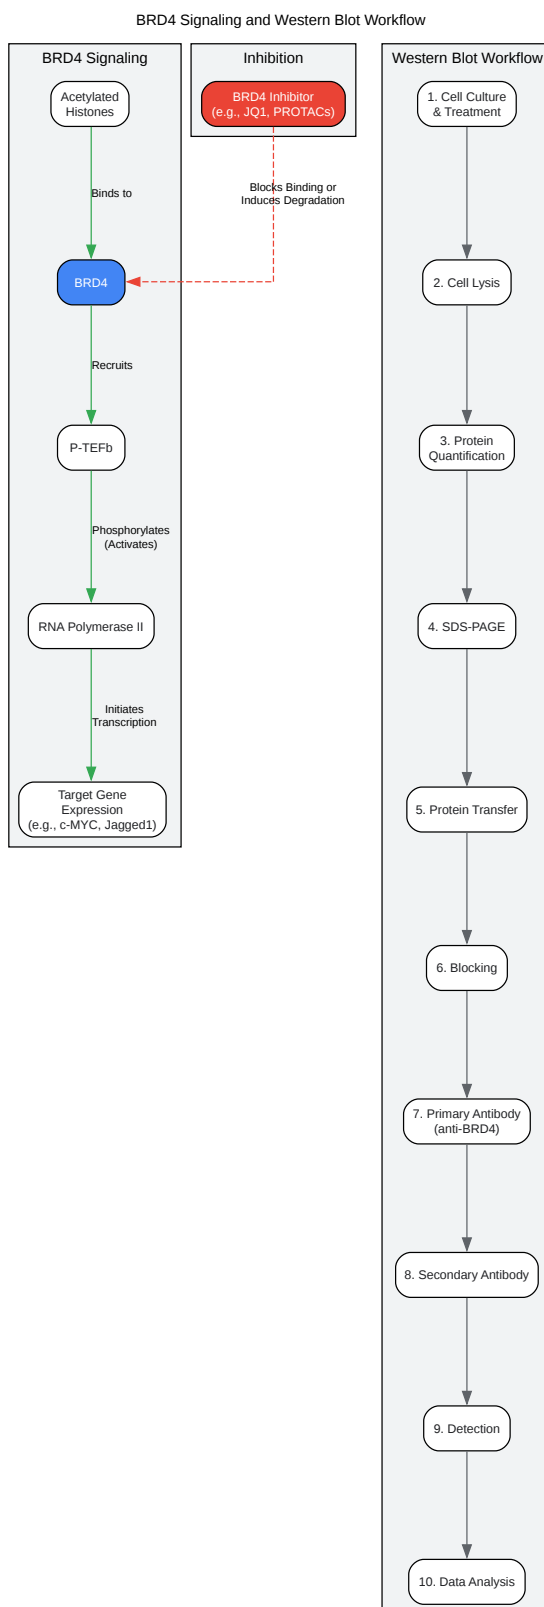 BRD4 Signaling and Western Blot Workflow
BRD4 Signaling
Acetylated
Histones
Binds to
BRD4
Recruits
P-TEFb
Phosphorylates
(Activates)
RNA Polymerase II
Initiates
Transcription
Target Gene
Expression
(e.g., c-MYC, Jagged1)
Inhibition
BRD4 Inhibitor
(e.g., JQ1, PROTACs)
Blocks Binding or
Induces Degradation
Western Blot Workflow
1. Cell Culture
& Treatment
2. Cell Lysis
3. Protein
Quantification
4. SDS-PAGE
5. Protein Transfer
6. Blocking
7. Primary Antibody
(anti-BRD4)
8. Secondary Antibody
9. Detection
10. Data Analysis